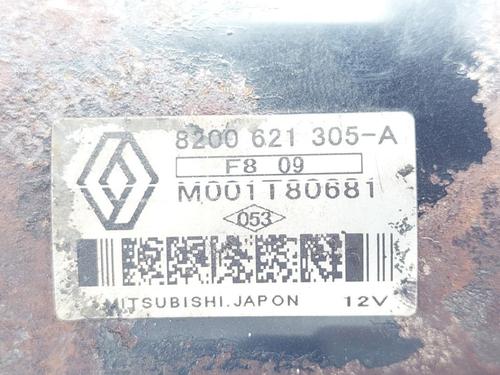 8200 621 305-A
F8 09
M001T80681
053
MITSUBISHI.JAPON 12V